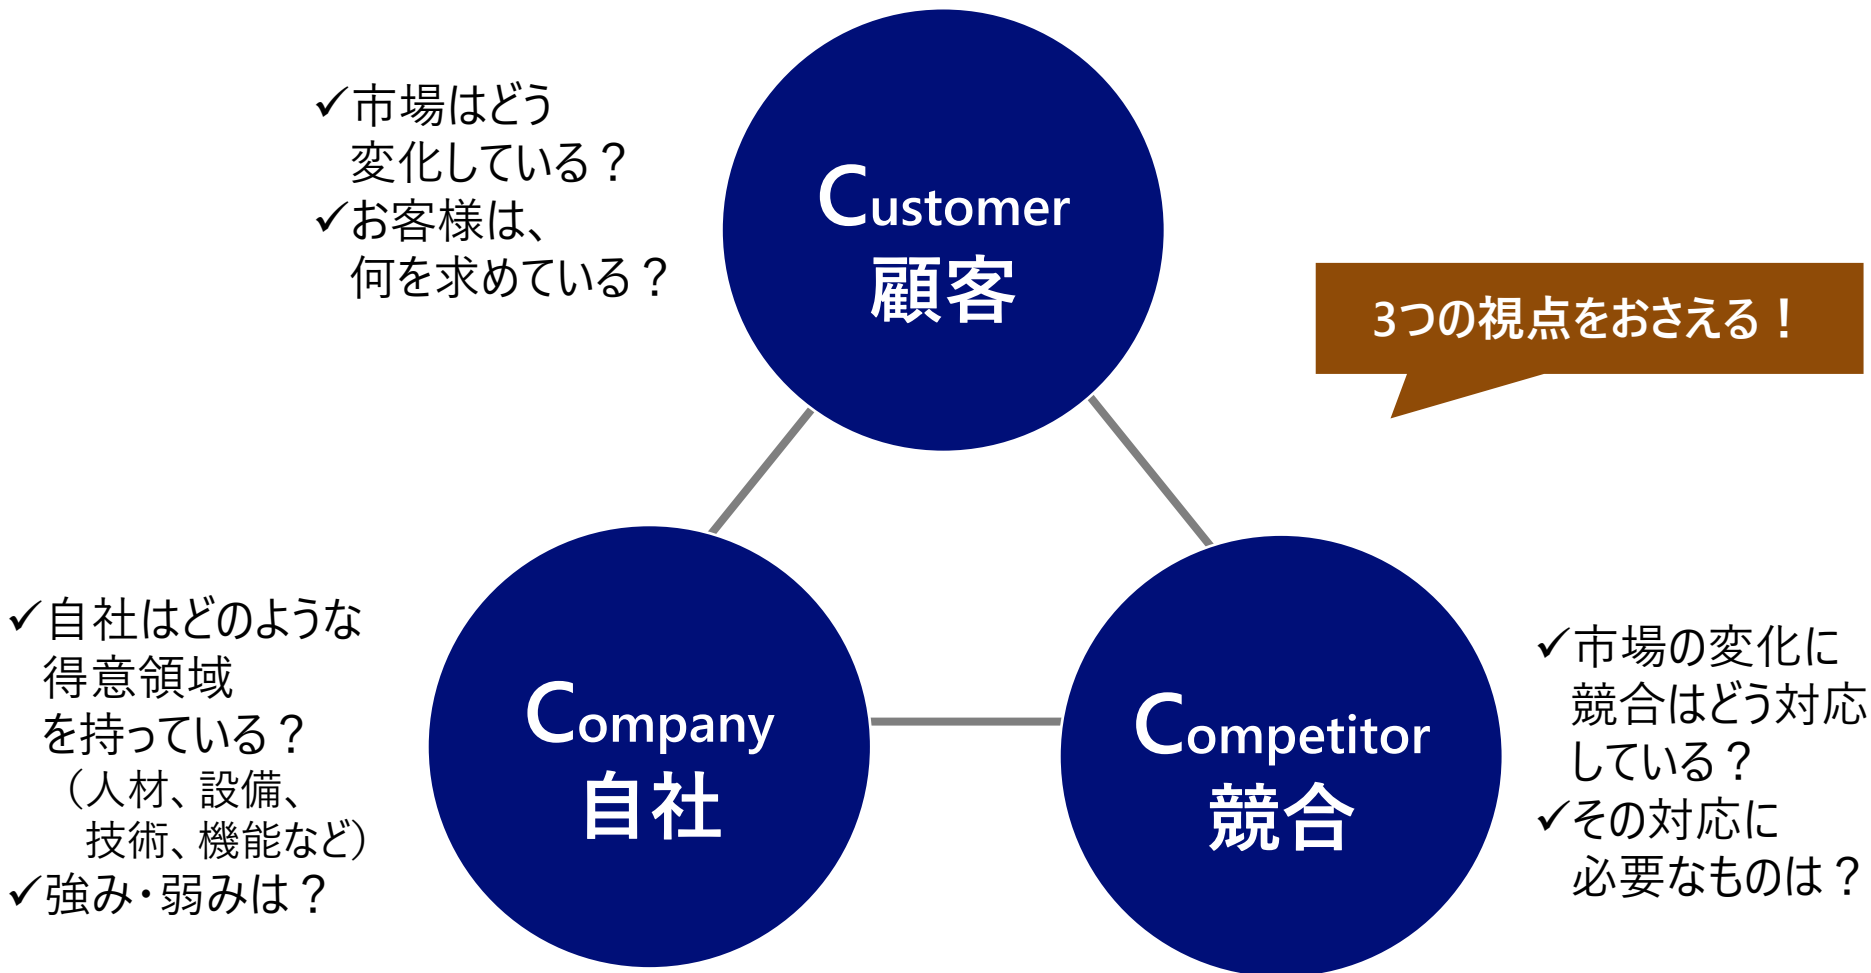 ✓市場はどう
変化している？
✓お客様は、
何を求めている？
Customer
顧客
3つの視点をおさえる！
✓自社はどのような
得意領域
を持っている？
（人材、設備、
技術、機能など）
✓強み・弱みは？
Company
自社
Competitor
競合
✓市場の変化に
競合はどう対応
している？
✓その対応に
必要なものは？